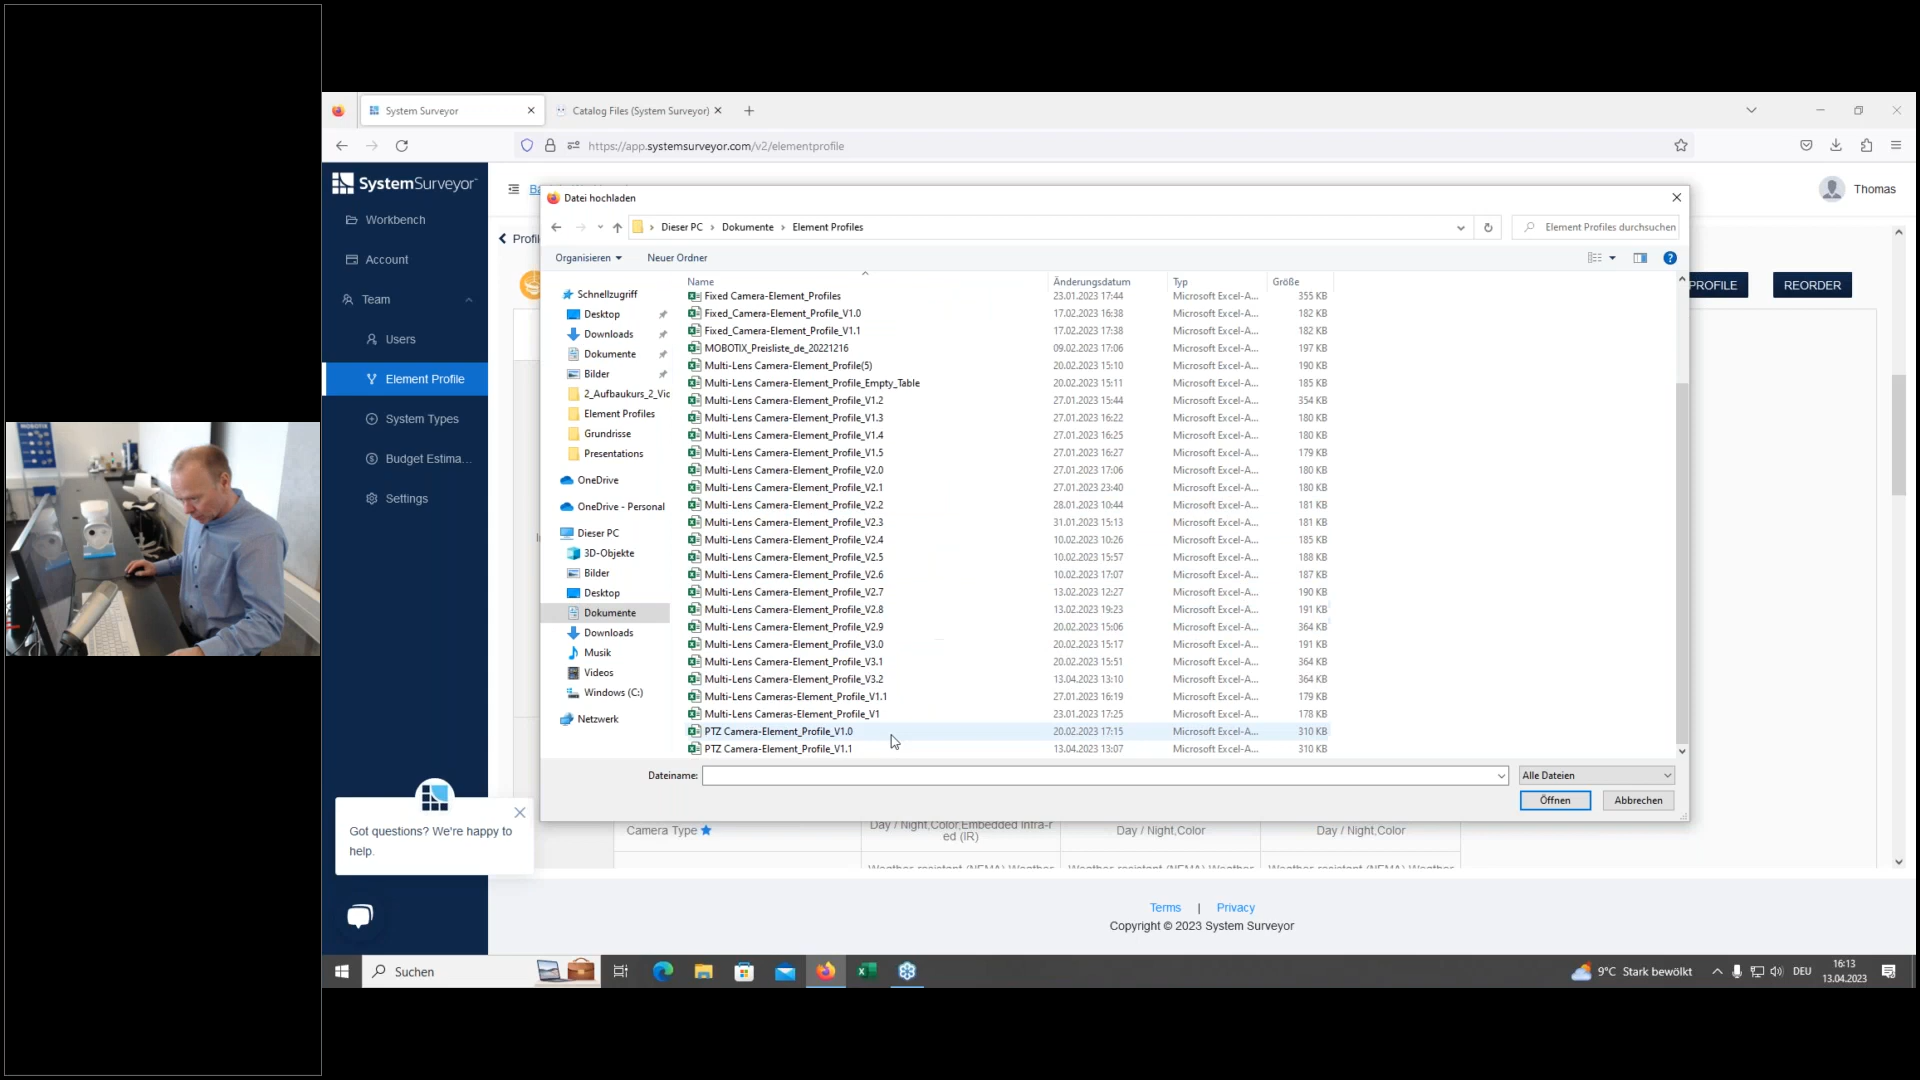 System Surveyor
Catalog Files (System Surveyor)
https://app.systemsurveyor.com/v2/elementprofile
SystemSurveyor
Thomas
Workbench
Account
Team
Users
Element Profile
System Types
Budget Estima...
Settings
PROFILE
REORDER
Datei hochladen
Dieser PC
Dokumente
Element Profiles
Element Profiles durchsuchen
Organisieren
Neuer Ordner
Schnellzugriff
Desktop
Downloads
Dokumente
Bilder
2_Aufbaukurs_2_Vic
Element Profiles
Grundrisse
Presentations
OneDrive
OneDrive - Personal
Dieser PC
3D-Objekte
Bilder
Desktop
Dokumente
Downloads
Musik
Videos
Windows (C:)
Netzwerk
Name Änderungsdatum Typ Größe
Fixed Camera-Element_Profiles 23.01.2023 17:44 Microsoft Excel-A... 355 KB
Fixed_Camera-Element_Profile_V1.0 17.02.2023 16:38 Microsoft Excel-A... 182 KB
Fixed_Camera-Element_Profile_V1.1 17.02.2023 17:38 Microsoft Excel-A... 182 KB
MOBOTIX_Preisliste_de_20221216 09.02.2023 17:06 Microsoft Excel-A... 197 KB
Multi-Lens Camera-Element_Profile(5) 20.02.2023 15:10 Microsoft Excel-A... 190 KB
Multi-Lens Camera-Element_Profile_Empty_Table 20.02.2023 15:11 Microsoft Excel-A... 185 KB
Multi-Lens Camera-Element_Profile_V1.2 27.01.2023 15:44 Microsoft Excel-A... 354 KB
Multi-Lens Camera-Element_Profile_V1.3 27.01.2023 16:22 Microsoft Excel-A... 180 KB
Multi-Lens Camera-Element_Profile_V1.4 27.01.2023 16:25 Microsoft Excel-A... 180 KB
Multi-Lens Camera-Element_Profile_V1.5 27.01.2023 16:27 Microsoft Excel-A... 179 KB
Multi-Lens Camera-Element_Profile_V2.0 27.01.2023 17:06 Microsoft Excel-A... 180 KB
Multi-Lens Camera-Element_Profile_V2.1 27.01.2023 23:40 Microsoft Excel-A... 180 KB
Multi-Lens Camera-Element_Profile_V2.2 28.01.2023 10:44 Microsoft Excel-A... 181 KB
Multi-Lens Camera-Element_Profile_V2.3 31.01.2023 15:13 Microsoft Excel-A... 181 KB
Multi-Lens Camera-Element_Profile_V2.4 10.02.2023 10:26 Microsoft Excel-A... 185 KB
Multi-Lens Camera-Element_Profile_V2.5 10.02.2023 15:57 Microsoft Excel-A... 188 KB
Multi-Lens Camera-Element_Profile_V2.6 10.02.2023 17:07 Microsoft Excel-A... 187 KB
Multi-Lens Camera-Element_Profile_V2.7 13.02.2023 12:27 Microsoft Excel-A... 190 KB
Multi-Lens Camera-Element_Profile_V2.8 13.02.2023 19:23 Microsoft Excel-A... 191 KB
Multi-Lens Camera-Element_Profile_V2.9 20.02.2023 15:06 Microsoft Excel-A... 364 KB
Multi-Lens Camera-Element_Profile_V3.0 20.02.2023 15:17 Microsoft Excel-A... 191 KB
Multi-Lens Camera-Element_Profile_V3.1 20.02.2023 15:51 Microsoft Excel-A... 364 KB
Multi-Lens Camera-Element_Profile_V3.2 13.04.2023 13:10 Microsoft Excel-A... 364 KB
Multi-Lens Cameras-Element_Profile_V1.1 27.01.2023 16:19 Microsoft Excel-A... 179 KB
Multi-Lens Cameras-Element_Profile_V1 23.01.2023 17:25 Microsoft Excel-A... 178 KB
PTZ Camera-Element_Profile_V1.0 20.02.2023 17:15 Microsoft Excel-A... 310 KB
PTZ Camera-Element_Profile_V1.1 13.04.2023 13:07 Microsoft Excel-A... 310 KB
Dateiname:
Alle Dateien
Öffnen
Abbrechen
Got questions? We're happy to
help.
Camera Type
Day / Night,Color,Embedded Infra-r
ed (IR)
Day / Night,Color
Day / Night,Color
Terms | Privacy
Copyright © 2023 System Surveyor
Suchen
9°C Stark bewölkt
DEU
16:13
13.04.2023
MOBOTIX